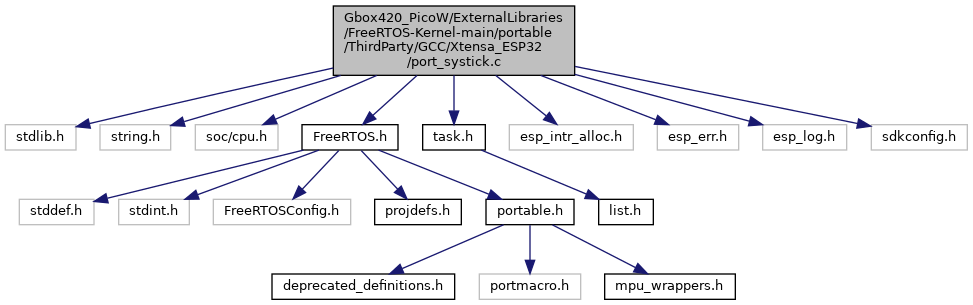 Gbox420_PicoW/ExternalLibraries
/FreeRTOS-Kernel-main/portable
/ThirdParty/GCC/Xtensa_ESP32
/port_systick.c
stdlib.h
string.h
soc/cpu.h
FreeRTOS.h
task.h
esp_intr_alloc.h
esp_err.h
esp_log.h
sdkconfig.h
stddef.h
stdint.h
FreeRTOSConfig.h
projdefs.h
portable.h
list.h
deprecated_definitions.h
portmacro.h
mpu_wrappers.h